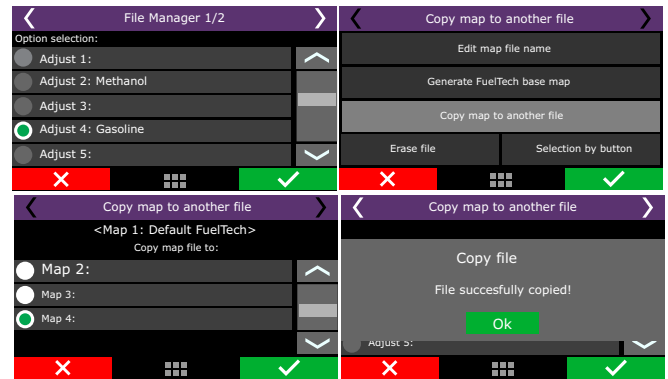 File Manager 1/2
Option selection:
Adjust 1:
Adjust 2: Methanol
Adjust 3:
Adjust 4: Gasoline
Adjust 5:
Copy map to another file
Edit map file name
Generate FuelTech base map
Copy map to another file
Erase file
Selection by button
Copy map to another file
<Map 1: Default FuelTech>
Copy map file to:
Map 2:
Map 3:
Map 4:
Copy map to another file
Copy file
File succesfully copied!
Ok
Adjust 5: